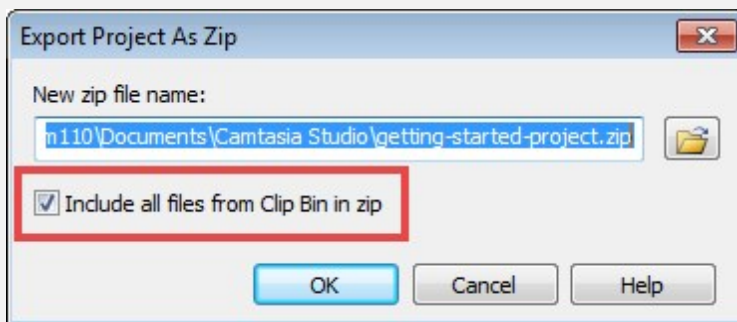 Export Project As Zip
New zip file name:
m110\Documents\Camtasia Studio\getting-started-project.zip
Include all files from Clip Bin in zip
OK Cancel Help